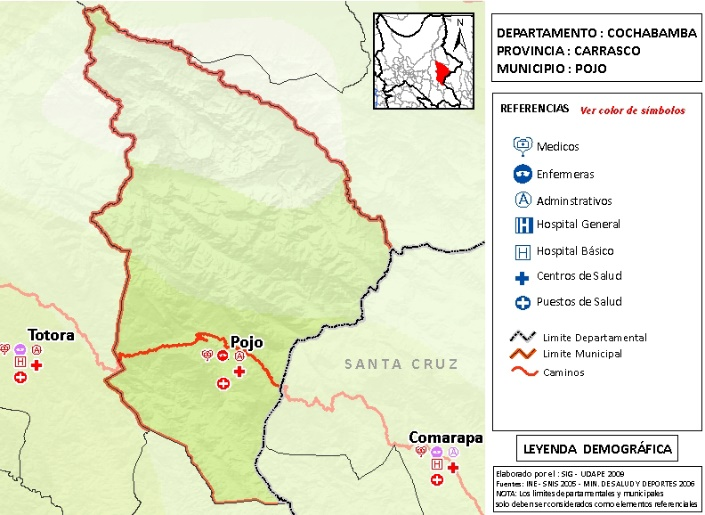 DEPARTAMENTO : COCHABAMBA
PROVINCIA : CARRASCO
MUNICIPIO : POJO
N
REFERENCIAS Ver color de símbolos
Medicos
Enfermeras
A Adminstrativos
H Hospital General
H Hospital Básico
Centros de Salud
Puestos de Salud
Limite Departamental
Limite Municipal
Caminos
Totora
A
H
Pojo
A
SANTA CRUZ
Comarapa
A
H
LEYENDA DEMOGRÁFICA
Elaborado por el : SIG - UDAPE 2009
Fuentes: INE- SNIS 2005 - MIN. DE SALUD Y DEPORTES 2006
NOTA: Los limites departamentales y municipales
solo deben ser considerados como elementos referenciales